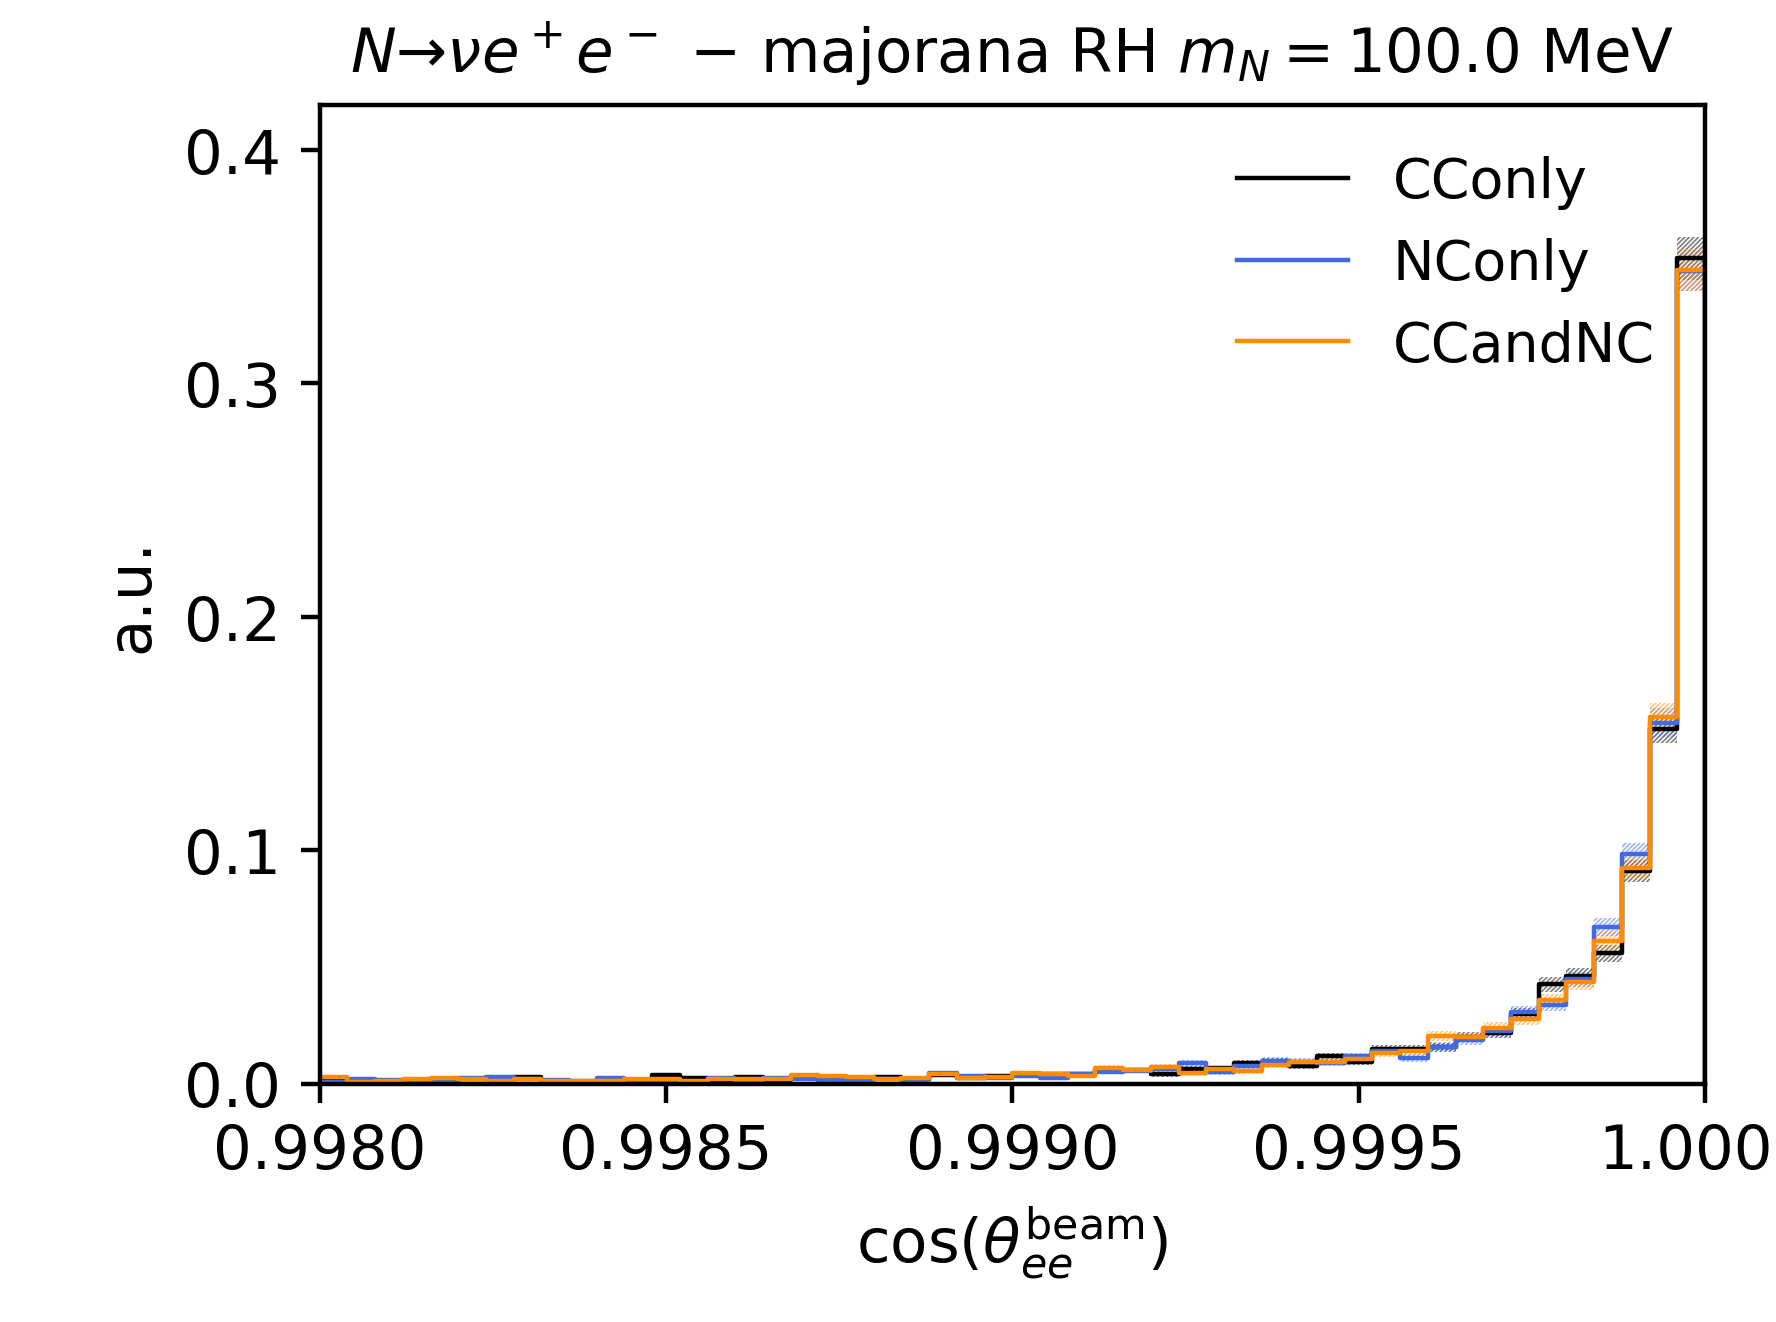 N→νe⁺e⁻ − majorana RH m_N = 100.0 MeV
CConly
NConly
CCandNC
0.4
0.3
0.2
0.1
0.0
a.u.
0.9980 0.9985 0.9990 0.9995 1.000
cos(θ_ee^beam)